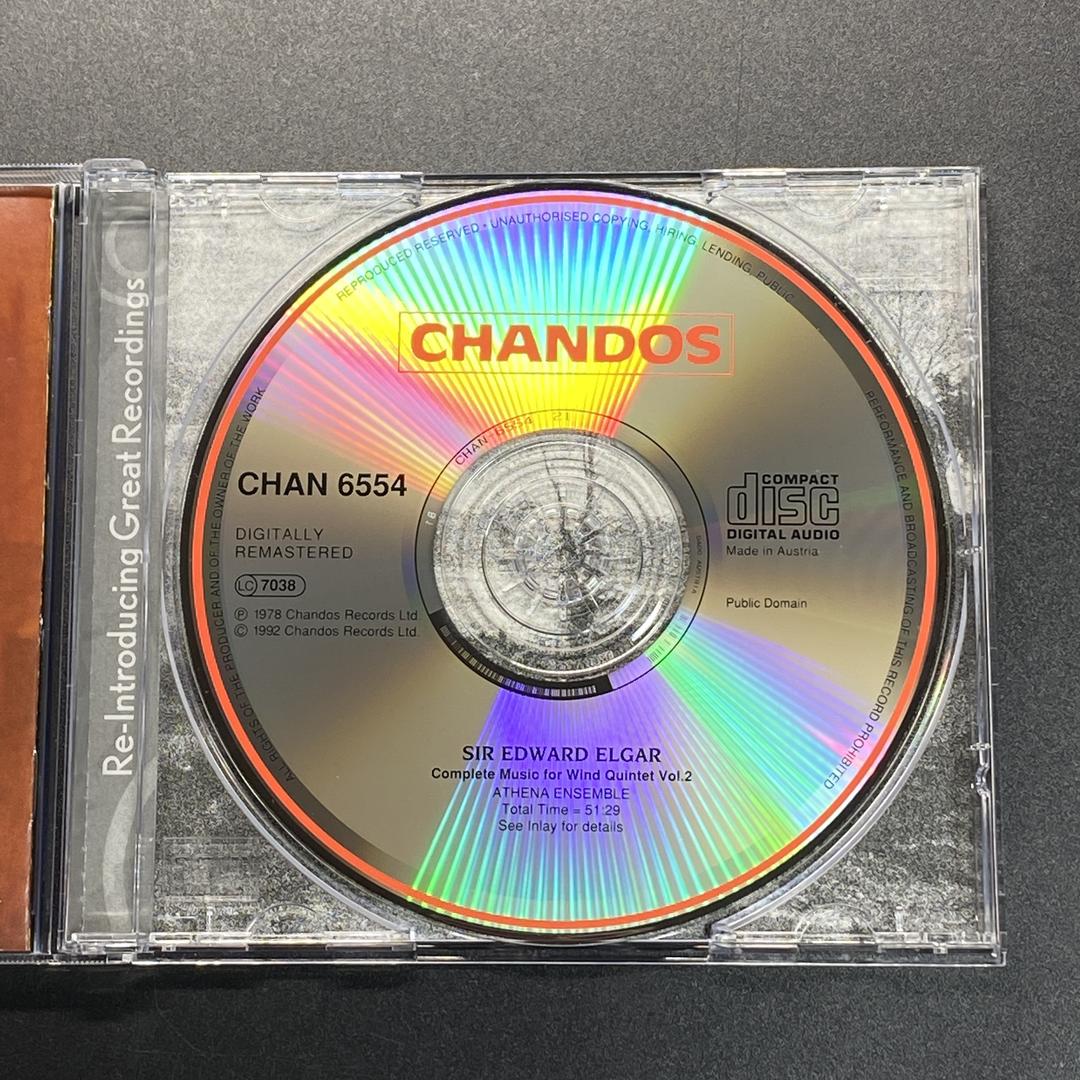 Re-Introducing Great Recordings
ALL RIGHTS OF THE PRODUCER AND OF THE OWNER OF THE WORK
REPRODUCED RESERVED • UNAUTHORISED COPYING, HIRING, LENDING, PUBLIC
PERFORMANCE AND BROADCASTING OF THIS RECORD PROHIBITED
CHANDOS
CHAN-6554 21
CHAN 6554
DIGITALLY
REMASTERED
LC 7038
Ⓟ 1978 Chandos Records Ltd.
© 1992 Chandos Records Ltd.
COMPACT
disc
DIGITAL AUDIO
Made in Austria
Public Domain
SIR EDWARD ELGAR
Complete Music for Wind Quintet Vol.2
ATHENA ENSEMBLE
Total Time = 51:29
See Inlay for details